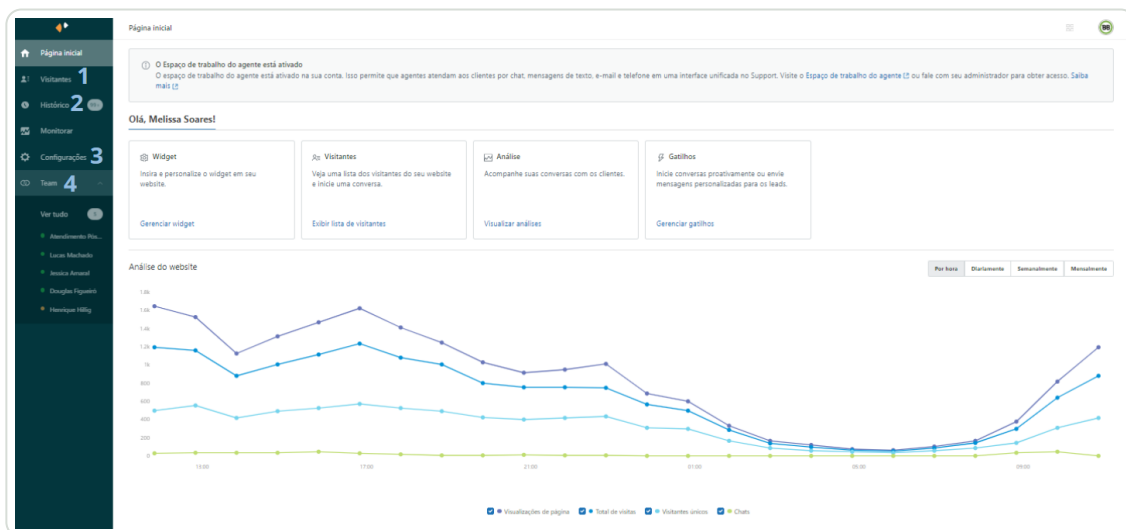 Página inicial
BB
Página inicial
Visitantes 1
Histórico 2
Monitorar
Configurações 3
Team 4
Ver tudo 5
Atendimento Pós...
Lucas Machado
Jessica Amaral
Douglas Figueiró
Henrique Hillig
O Espaço de trabalho do agente está ativado
O espaço de trabalho do agente está ativado na sua conta. Isso permite que agentes atendam aos clientes por chat, mensagens de texto, e-mail e telefone em uma interface unificada no Support. Visite o Espaço de trabalho do agente ou fale com seu administrador para obter acesso. Saiba
mais
Olá, Melissa Soares!
Widget
Insira e personalize o widget em seu
website.
Gerenciar widget
Visitantes
Veja uma lista dos visitantes do seu website
e inicie uma conversa.
Exibir lista de visitantes
Análise
Acompanhe suas conversas com os clientes.
Visualizar análises
Gatilhos
Inicie conversas proativamente ou envie
mensagens personalizadas para os leads.
Gerenciar gatilhos
Análise do website
Por hora Diariamente Semanalmente Mensalmente
1.8k
1.6k
1.4k
1.2k
1k
800
600
400
200
0
13:00 17:00 21:00 01:00 05:00 09:00
Visualizações de página Total de visitas Visitantes únicos Chats